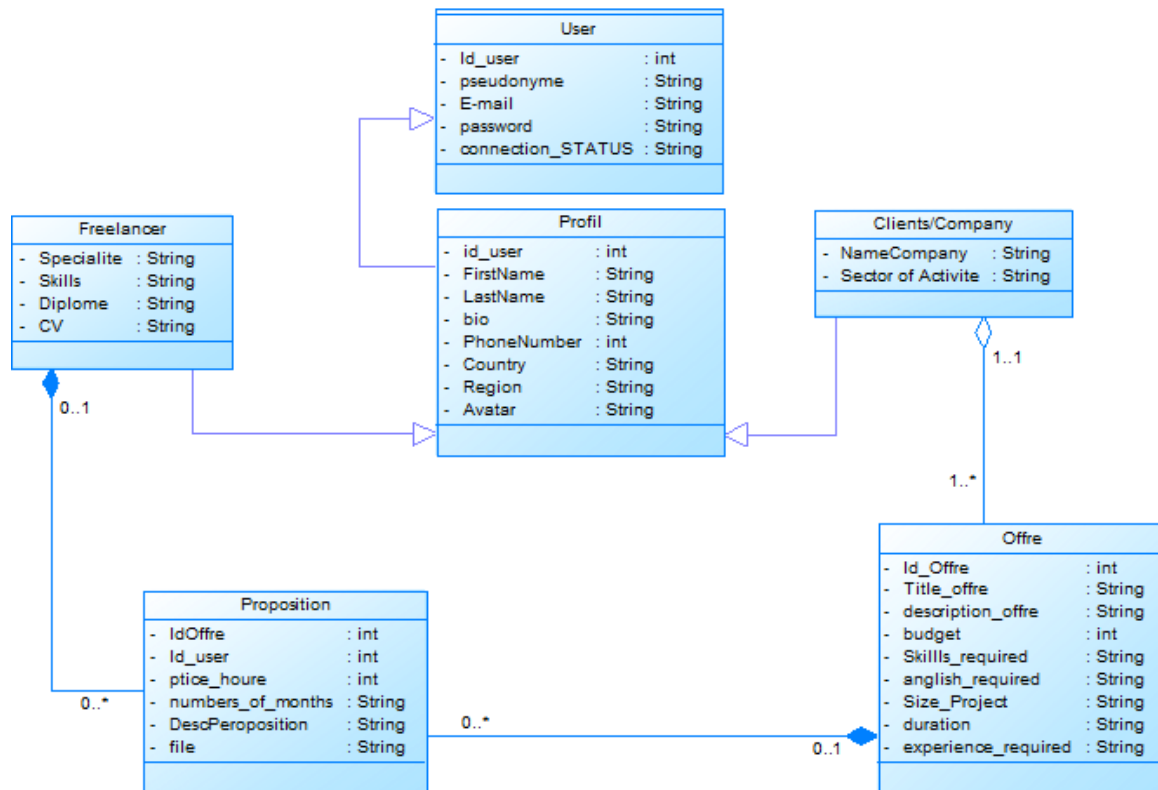 User
- Id_user : int
- pseudonyme : String
- E-mail : String
- password : String
- connection_STATUS : String
Freelancer
- Specialite : String
- Skills : String
- Diplome : String
- CV : String
0..1
Profil
- id_user : int
- FirstName : String
- LastName : String
- bio : String
- PhoneNumber : int
- Country : String
- Region : String
- Avatar : String
Clients/Company
- NameCompany : String
- Sector of Activite : String
1..1
1..*
Proposition
- IdOffre : int
- Id_user : int
- ptice_houre : int
- numbers_of_months : String
- DescPeroposition : String
- file : String
0..*
0..*
0..1
Offre
- Id_Offre : int
- Title_offre : String
- description_offre : String
- budget : int
- Skillls_required : String
- anglish_required : String
- Size_Project : String
- duration : String
- experience_required : String